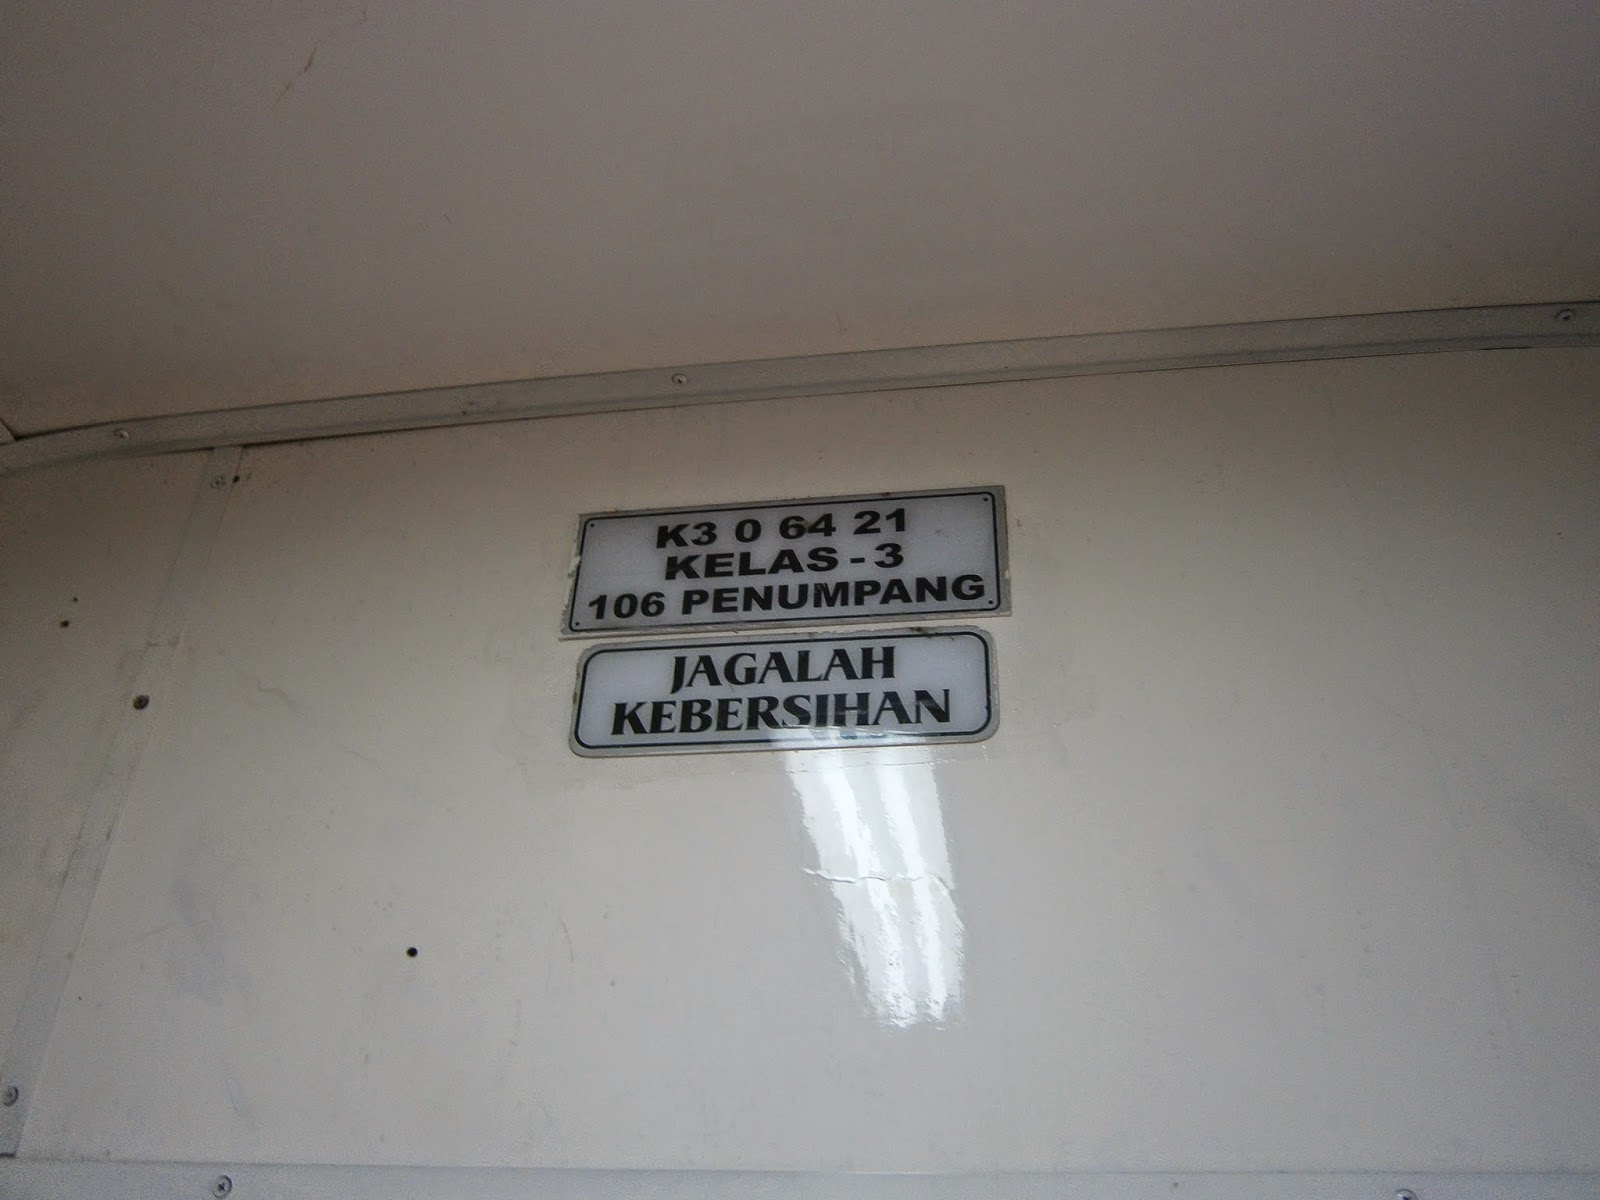 K3 0 64 21
KELAS - 3
106 PENUMPANG
JAGALAH
KEBERSIHAN